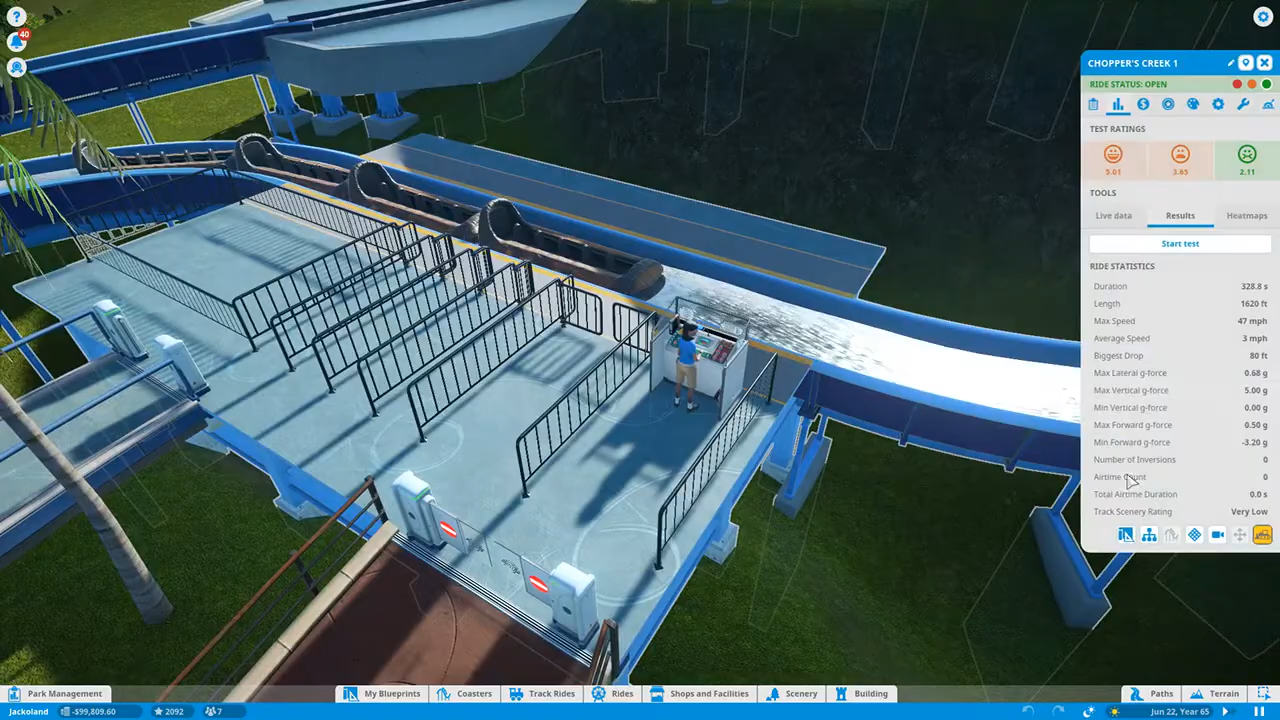 ?
40
CHOPPER'S CREEK 1
RIDE STATUS: OPEN
TEST RATINGS
5.01 3.65 2.11
TOOLS
Live data Results Heatmaps
Start test
RIDE STATISTICS
Duration 328.8 s
Length 1620 ft
Max Speed 47 mph
Average Speed 3 mph
Biggest Drop 80 ft
Max Lateral g-force 0.68 g
Max Vertical g-force 5.00 g
Min Vertical g-force 0.00 g
Max Forward g-force 0.50 g
Min Forward g-force -3.20 g
Number of Inversions 0
Airtime Count 0
Total Airtime Duration 0.0 s
Track Scenery Rating Very Low
Park Management My Blueprints Coasters Track Rides Rides Shops and Facilities Scenery Building Paths Terrain
Jackoland -$99,809.60 2092 7 Jun 22, Year 65